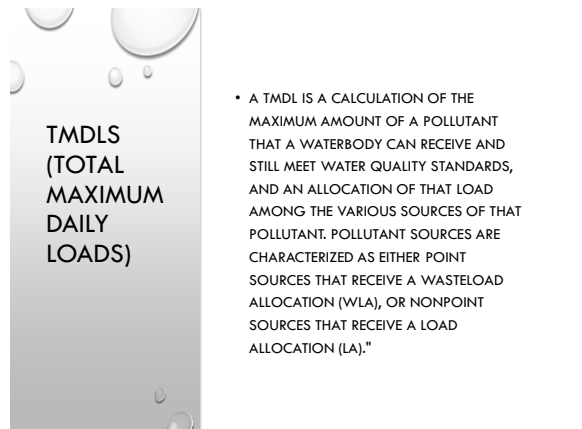 TMDLS
(TOTAL
MAXIMUM
DAILY
LOADS)
• A TMDL IS A CALCULATION OF THE
MAXIMUM AMOUNT OF A POLLUTANT
THAT A WATERBODY CAN RECEIVE AND
STILL MEET WATER QUALITY STANDARDS,
AND AN ALLOCATION OF THAT LOAD
AMONG THE VARIOUS SOURCES OF THAT
POLLUTANT. POLLUTANT SOURCES ARE
CHARACTERIZED AS EITHER POINT
SOURCES THAT RECEIVE A WASTELOAD
ALLOCATION (WLA), OR NONPOINT
SOURCES THAT RECEIVE A LOAD
ALLOCATION (LA)."